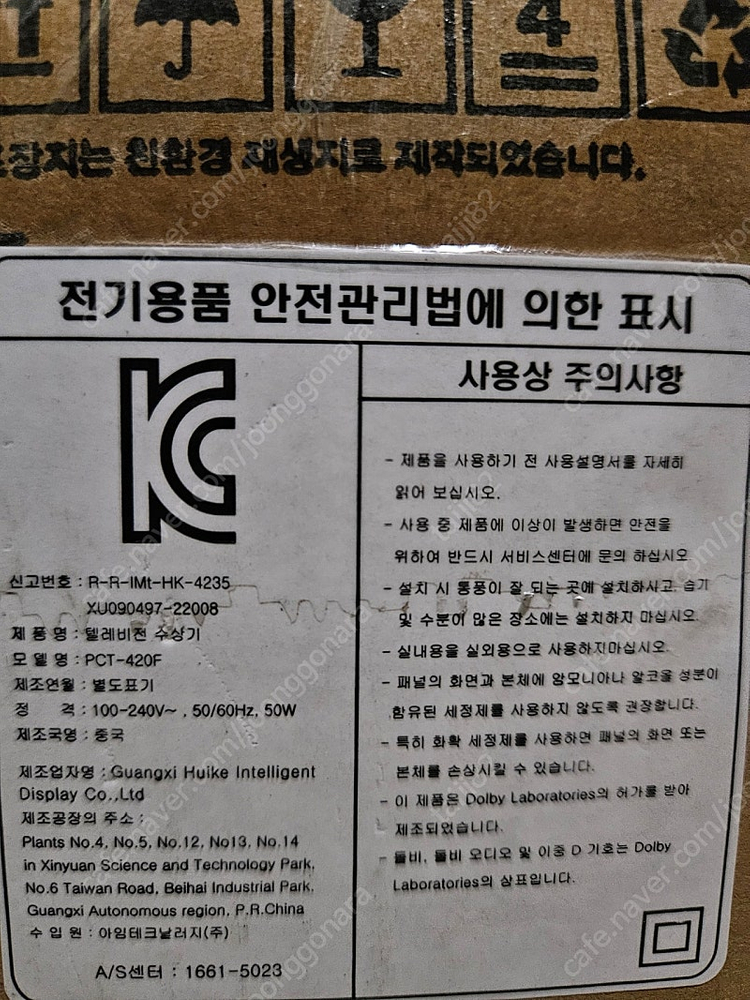 4
포장지는 친환경 재생지로 제작되었습니다.
전기용품 안전관리법에 의한 표시
사용상 주의사항
- 제품을 사용하기 전 사용설명서를 자세히
읽어 보십시오.
- 사용 중 제품에 이상이 발생하면 안전을
위하여 반드시 서비스센터에 문의 하십시오
- 설치 시 통풍이 잘 되는 곳에 설치하시고, 습기
및 수분이 많은 장소에는 설치하지 마십시오.
- 실내용을 실외용으로 사용하지마십시오.
- 패널의 화면과 본체에 암모니아나 알코올 성분이
함유된 세정제를 사용하지 않도록 권장합니다.
- 특히 화확 세정제를 사용하면 패널의 화면 또는
본체를 손상시킬 수 있습니다.
- 이 제품은 Dolby Laboratories의 허가를 받아
제조되었습니다.
- 돌비, 돌비 오디오 및 이중 D 기호는 Dolby
Laboratories의 상표입니다.
KC
신고번호 : R-R-IMt-HK-4235
XU090497-22008
제 품 명 : 텔레비전 수상기
모 델 명 : PCT-420F
제조연월 : 별도표기
정 격 : 100-240V~ , 50/60Hz, 50W
제조국명 : 중국
제조업자명 : Guangxi Huike Intelligent
Display Co.,Ltd
제조공장의 주소 :
Plants No.4, No.5, No.12, No13, No.14
in Xinyuan Science and Technology Park,
No.6 Taiwan Road, Beihai Industrial Park,
Guangxi Autonomous region, P.R.China
수 입 원 : 아임테크날러지(주)
A/S센터 : 1661-5023